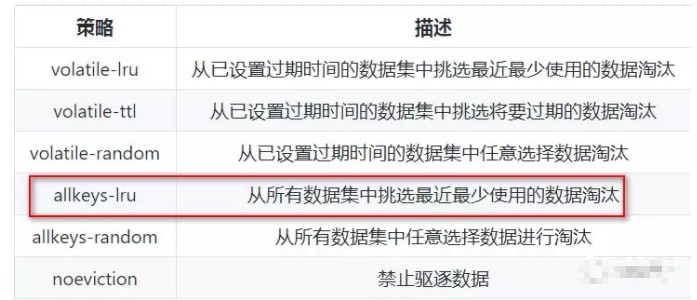 策略 描述
volatile-lru 从已设置过期时间的数据集中挑选最近最少使用的数据淘汰
volatile-ttl 从已设置过期时间的数据集中挑选将要过期的数据淘汰
volatile-random 从已设置过期时间的数据集中任意选择数据淘汰
allkeys-lru 从所有数据集中挑选最近最少使用的数据淘汰
allkeys-random 从所有数据集中任意选择数据进行淘汰
noeviction 禁止驱逐数据